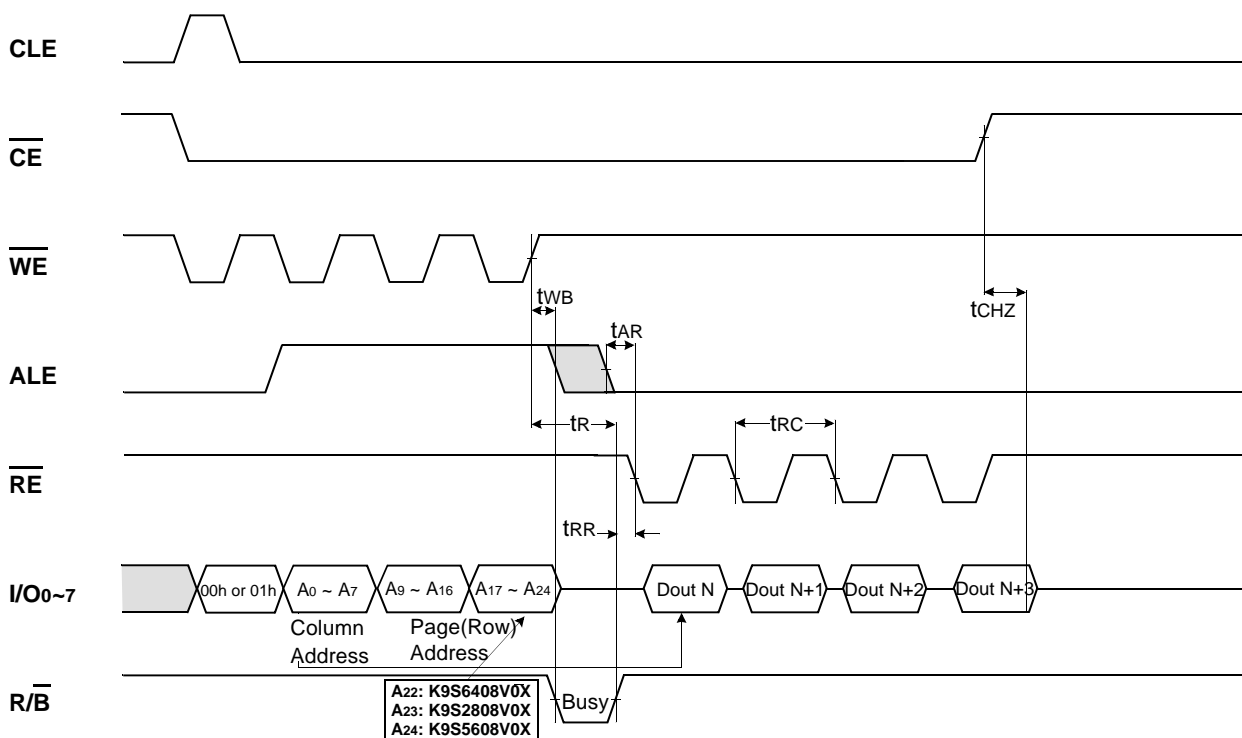 CLE
CE
WE
tWB
tCHZ
tAR
ALE
tR
tRC
RE
tRR
I/O0~7
00h or 01h A0 ~ A7 A9 ~ A16 A17 ~ A24 Dout N Dout N+1 Dout N+2 Dout N+3
Column Address
Page(Row) Address
R/B
Busy
A22: K9S6408V0X
A23: K9S2808V0X
A24: K9S5608V0X